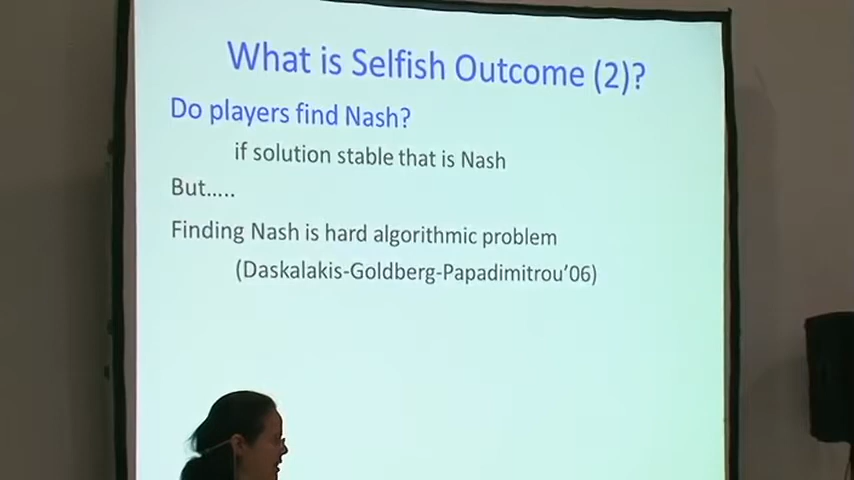 What is Selfish Outcome (2)?
Do players find Nash?
if solution stable that is Nash
But.....
Finding Nash is hard algorithmic problem
(Daskalakis-Goldberg-Papadimitrou'06)